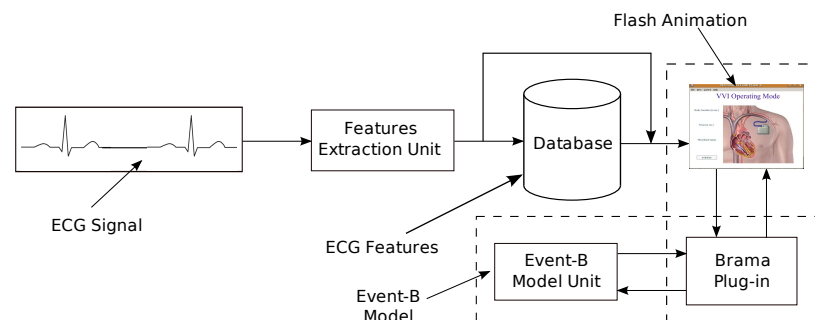 Flash Animation
VVI Operating Mode
Features
Extraction Unit
Database
ECG Signal
ECG Features
Event-B
Model Unit
Brama
Plug-in
Event-B
Model